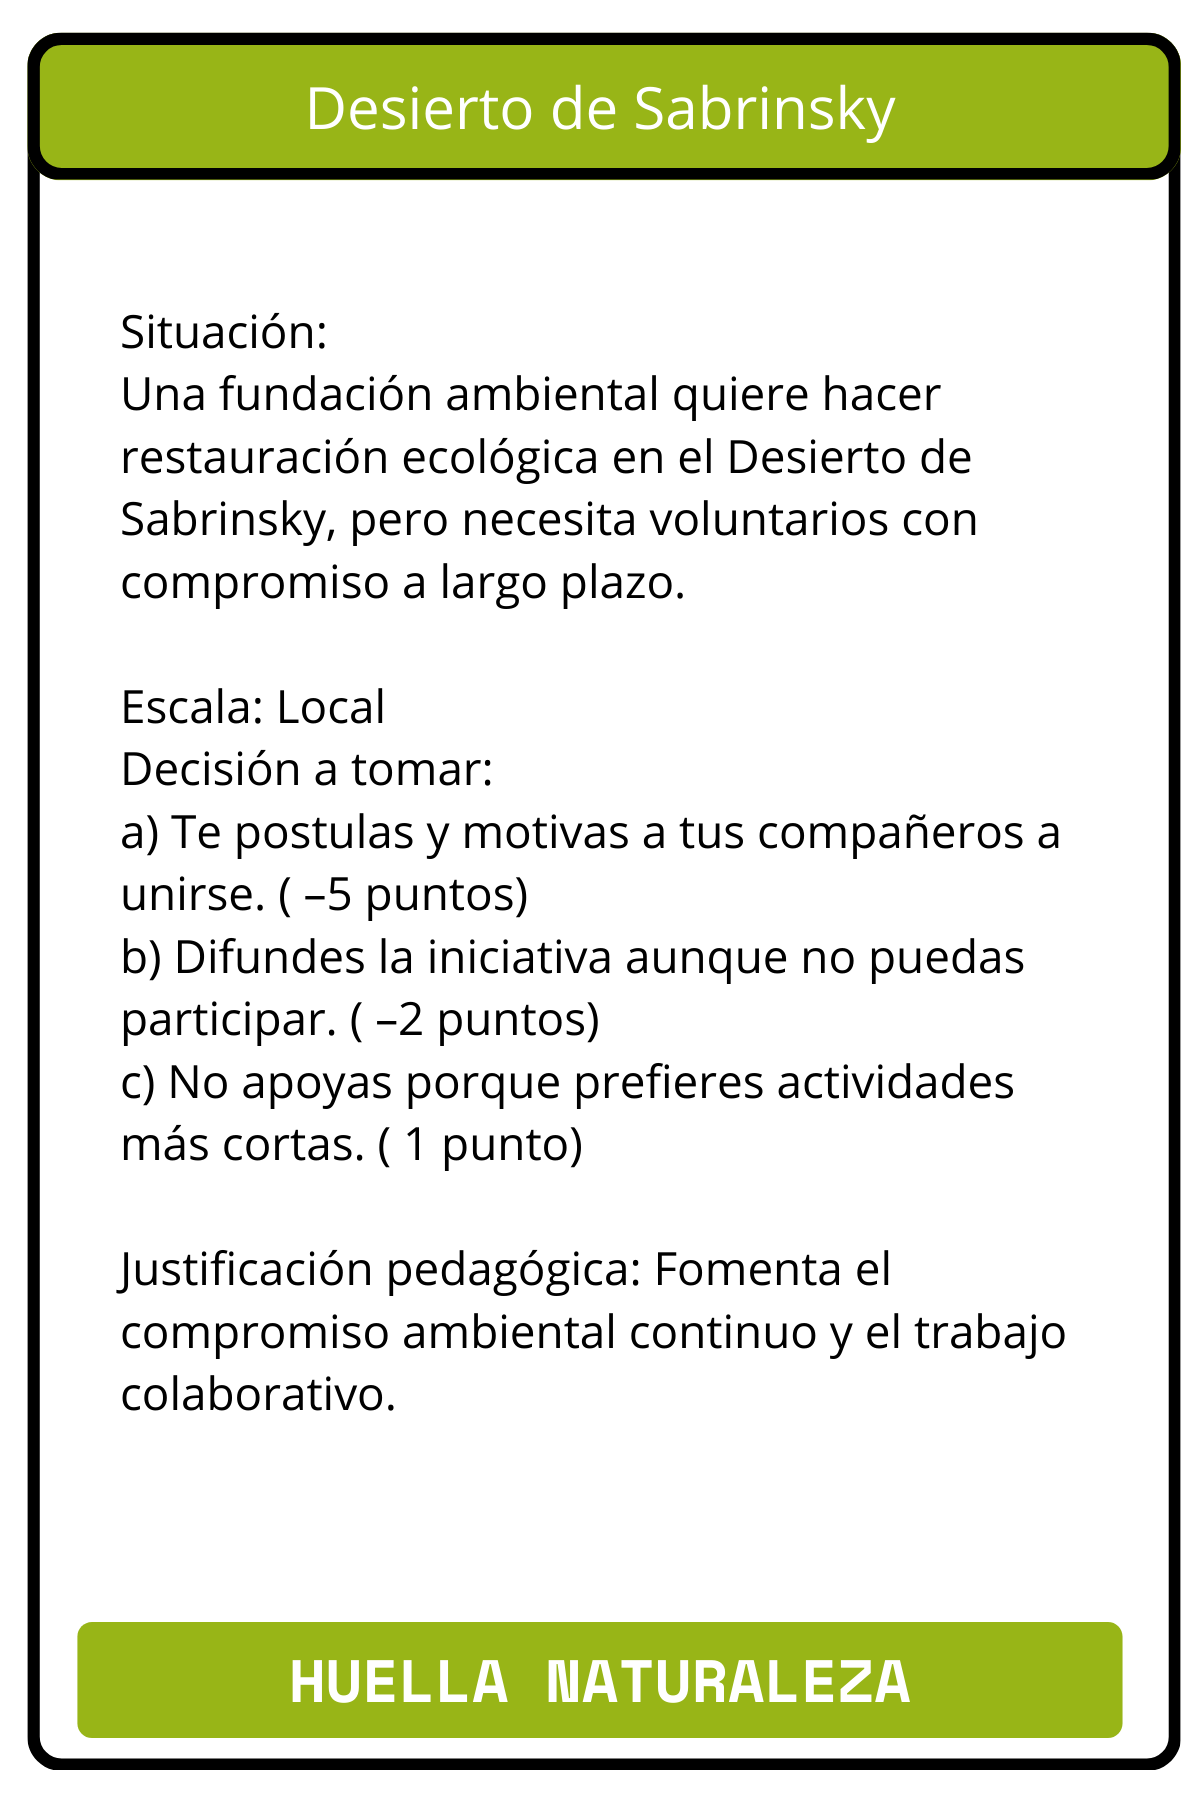 Desierto de Sabrinsky
Situación:
Una fundación ambiental quiere hacer
restauración ecológica en el Desierto de
Sabrinsky, pero necesita voluntarios con
compromiso a largo plazo.
Escala: Local
Decisión a tomar:
a) Te postulas y motivas a tus compañeros a
unirse. ( –5 puntos)
b) Difundes la iniciativa aunque no puedas
participar. ( –2 puntos)
c) No apoyas porque prefieres actividades
más cortas. ( 1 punto)
Justificación pedagógica: Fomenta el
compromiso ambiental continuo y el trabajo
colaborativo.
HUELLA NATURALEZA